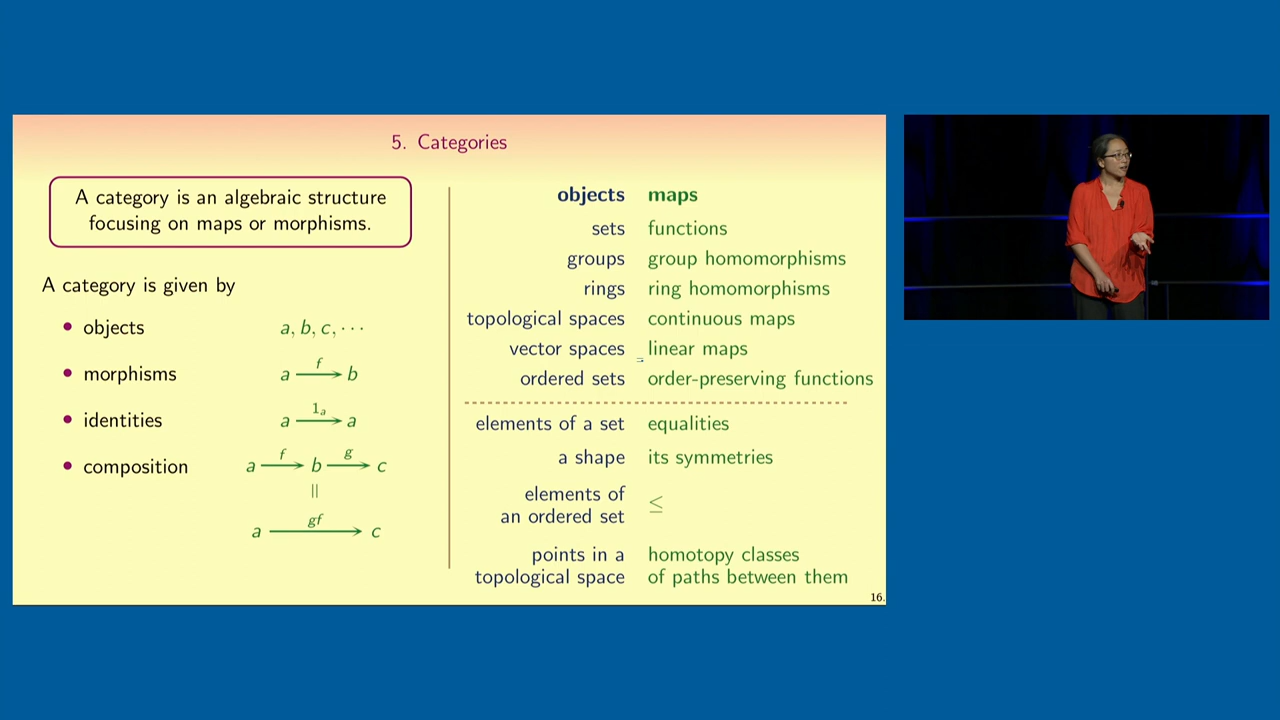 5. Categories
A category is an algebraic structure
focusing on maps or morphisms.
A category is given by
• objects a, b, c, ···
• morphisms a —f→ b
• identities a —1ₐ→ a
• composition a —f→ b —g→ c
||
a —gf→ c
objects maps
sets functions
groups group homomorphisms
rings ring homomorphisms
topological spaces continuous maps
vector spaces linear maps
ordered sets order-preserving functions
elements of a set equalities
a shape its symmetries
elements of
an ordered set ≤
points in a homotopy classes
topological space of paths between them
16.